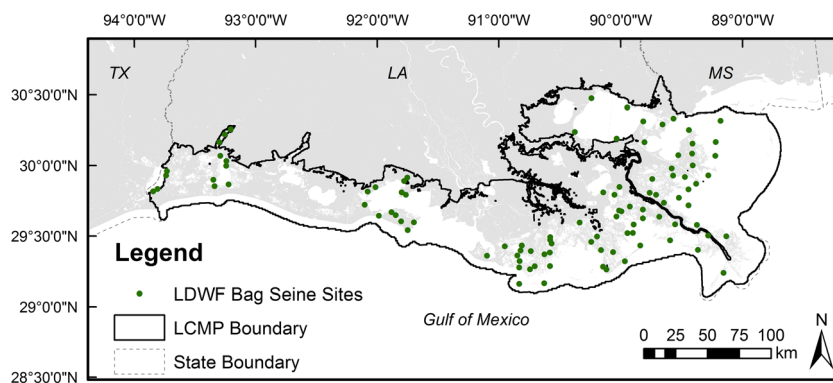 94°0'0"W 93°0'0"W 92°0'0"W 91°0'0"W 90°0'0"W 89°0'0"W
TX LA MS
30°30'0"N
30°0'0"N
29°30'0"N
29°0'0"N
28°30'0"N
Legend
LDWF Bag Seine Sites
LCMP Boundary
State Boundary
Gulf of Mexico
N
0 25 50 75 100
km